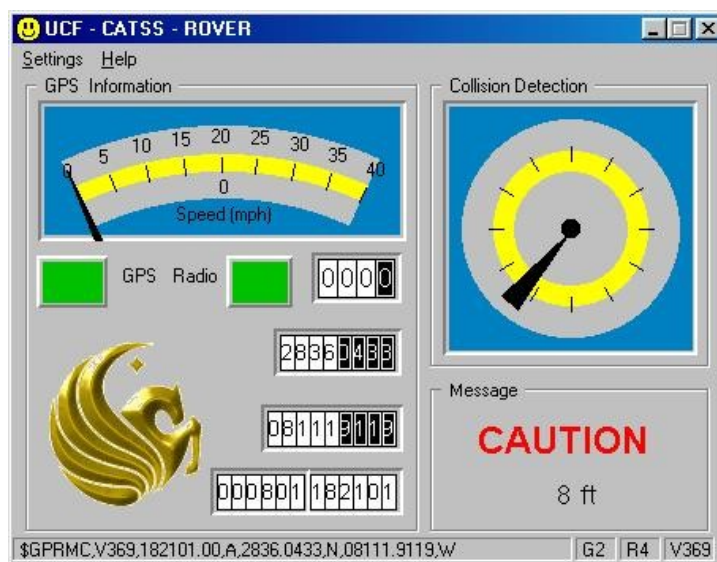 UCF - CATSS - ROVER
Settings Help
GPS Information
0 5 10 15 20 25 30 35 40
0
Speed (mph)
GPS Radio
0000
28360433
081119119
000801 182101
Collision Detection
Message
CAUTION
8 ft
$GPRMC,V369,182101.00,A,2836.0433,N,08111.9119,W
G2 R4 V369